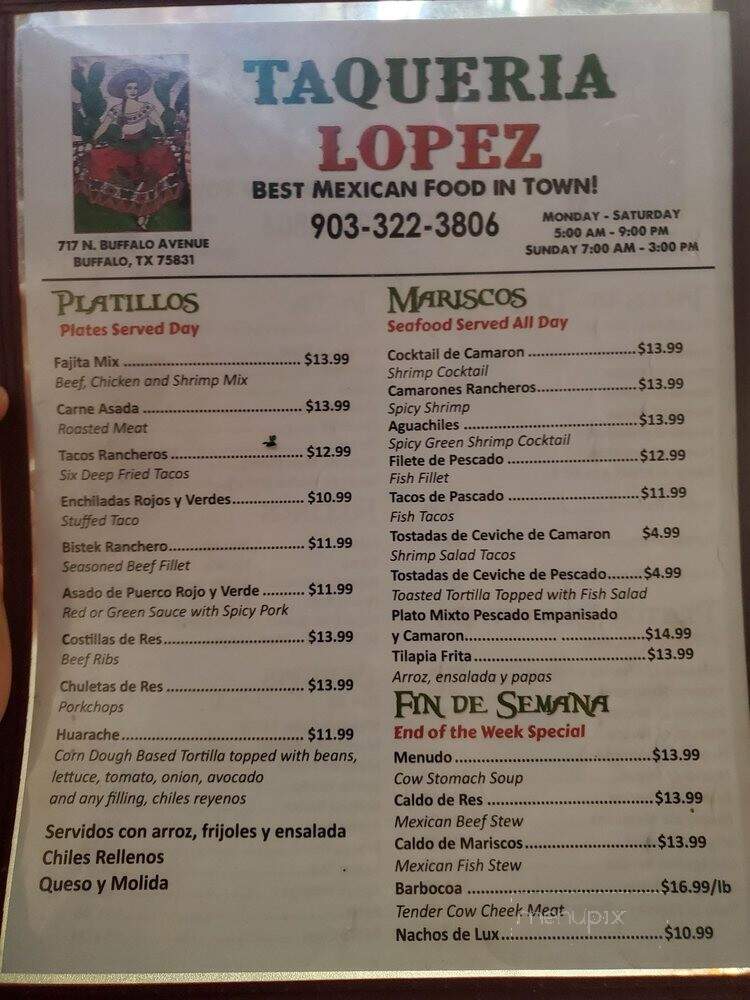 TAQUERIA
LOPEZ
BEST MEXICAN FOOD IN TOWN!
903-322-3806
MONDAY - SATURDAY
5:00 AM - 9:00 PM
SUNDAY 7:00 AM - 3:00 PM
717 N. BUFFALO AVENUE
BUFFALO, TX 75831
PLATILLOS
Plates Served Day
Fajita Mix ............ $13.99
Beef, Chicken and Shrimp Mix
Carne Asada ............ $13.99
Roasted Meat
Tacos Rancheros ............ $12.99
Six Deep Fried Tacos
Enchiladas Rojos y Verdes............ $10.99
Stuffed Taco
Bistek Ranchero............ $11.99
Seasoned Beef Fillet
Asado de Puerco Rojo y Verde .......... $11.99
Red or Green Sauce with Spicy Pork
Costillas de Res ............ $13.99
Beef Ribs
Chuletas de Res ............ $13.99
Porkchops
Huarache............ $11.99
Corn Dough Based Tortilla topped with beans,
lettuce, tomato, onion, avocado
and any filling, chiles reyenos
Servidos con arroz, frijoles y ensalada
Chiles Rellenos
Queso y Molida
MARISCOS
Seafood Served All Day
Cocktail de Camaron ............$13.99
Shrimp Cocktail
Camarones Rancheros............$13.99
Spicy Shrimp
Aguachiles ............$13.99
Spicy Green Shrimp Cocktail
Filete de Pescado ............$12.99
Fish Fillet
Tacos de Pascado ............$11.99
Fish Tacos
Tostadas de Ceviche de Camaron $4.99
Shrimp Salad Tacos
Tostadas de Ceviche de Pescado........$4.99
Toasted Tortilla Topped with Fish Salad
Plato Mixto Pescado Empanisado
y Camaron............ ............$14.99
Tilapia Frita............$13.99
Arroz, ensalada y papas
FIN DE SEMANA
End of the Week Special
Menudo............$13.99
Cow Stomach Soup
Caldo de Res ............$13.99
Mexican Beef Stew
Caldo de Mariscos............$13.99
Mexican Fish Stew
Barbocoa ............$16.99/lb
Tender Cow Cheek Meat
menupix
Nachos de Lux............$10.99